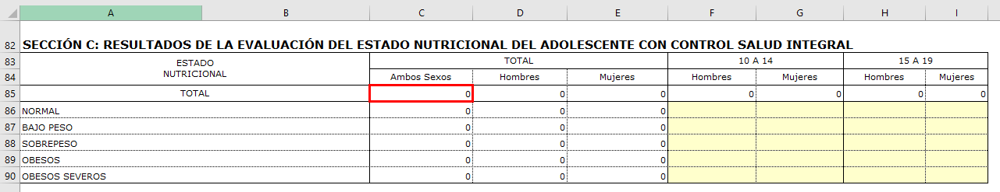 A B C D E F G H I
82 SECCIÓN C: RESULTADOS DE LA EVALUACIÓN DEL ESTADO NUTRICIONAL DEL ADOLESCENTE CON CONTROL SALUD INTEGRAL
83 ESTADO NUTRICIONAL TOTAL 10 A 14 15 A 19
84 Ambos Sexos Hombres Mujeres Hombres Mujeres Hombres Mujeres
85 TOTAL 0 0 0 0 0 0 0
86 NORMAL 0 0 0
87 BAJO PESO 0 0 0
88 SOBREPESO 0 0 0
89 OBESOS 0 0 0
90 OBESOS SEVEROS 0 0 0